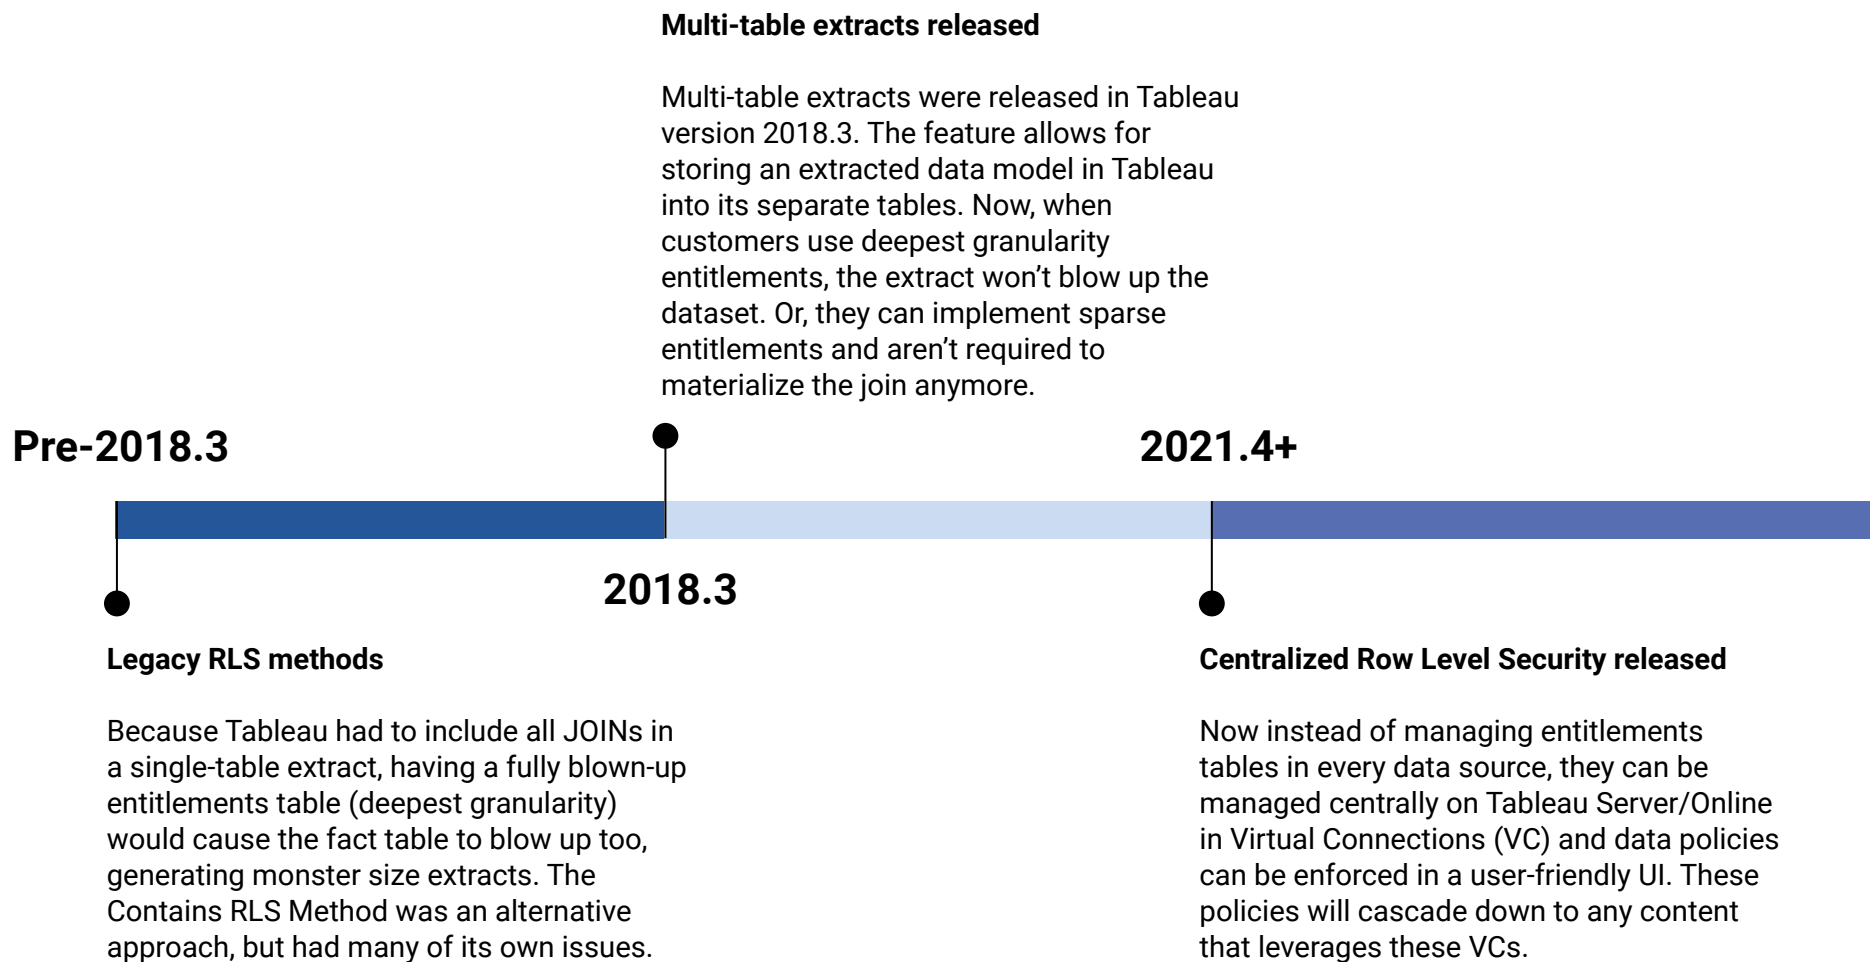 Multi-table extracts released
Multi-table extracts were released in Tableau
version 2018.3. The feature allows for
storing an extracted data model in Tableau
into its separate tables. Now, when
customers use deepest granularity
entitlements, the extract won’t blow up the
dataset. Or, they can implement sparse
entitlements and aren’t required to
materialize the join anymore.
Pre-2018.3
2021.4+
2018.3
Legacy RLS methods
Because Tableau had to include all JOINs in
a single-table extract, having a fully blown-up
entitlements table (deepest granularity)
would cause the fact table to blow up too,
generating monster size extracts. The
Contains RLS Method was an alternative
approach, but had many of its own issues.
Centralized Row Level Security released
Now instead of managing entitlements
tables in every data source, they can be
managed centrally on Tableau Server/Online
in Virtual Connections (VC) and data policies
can be enforced in a user-friendly UI. These
policies will cascade down to any content
that leverages these VCs.